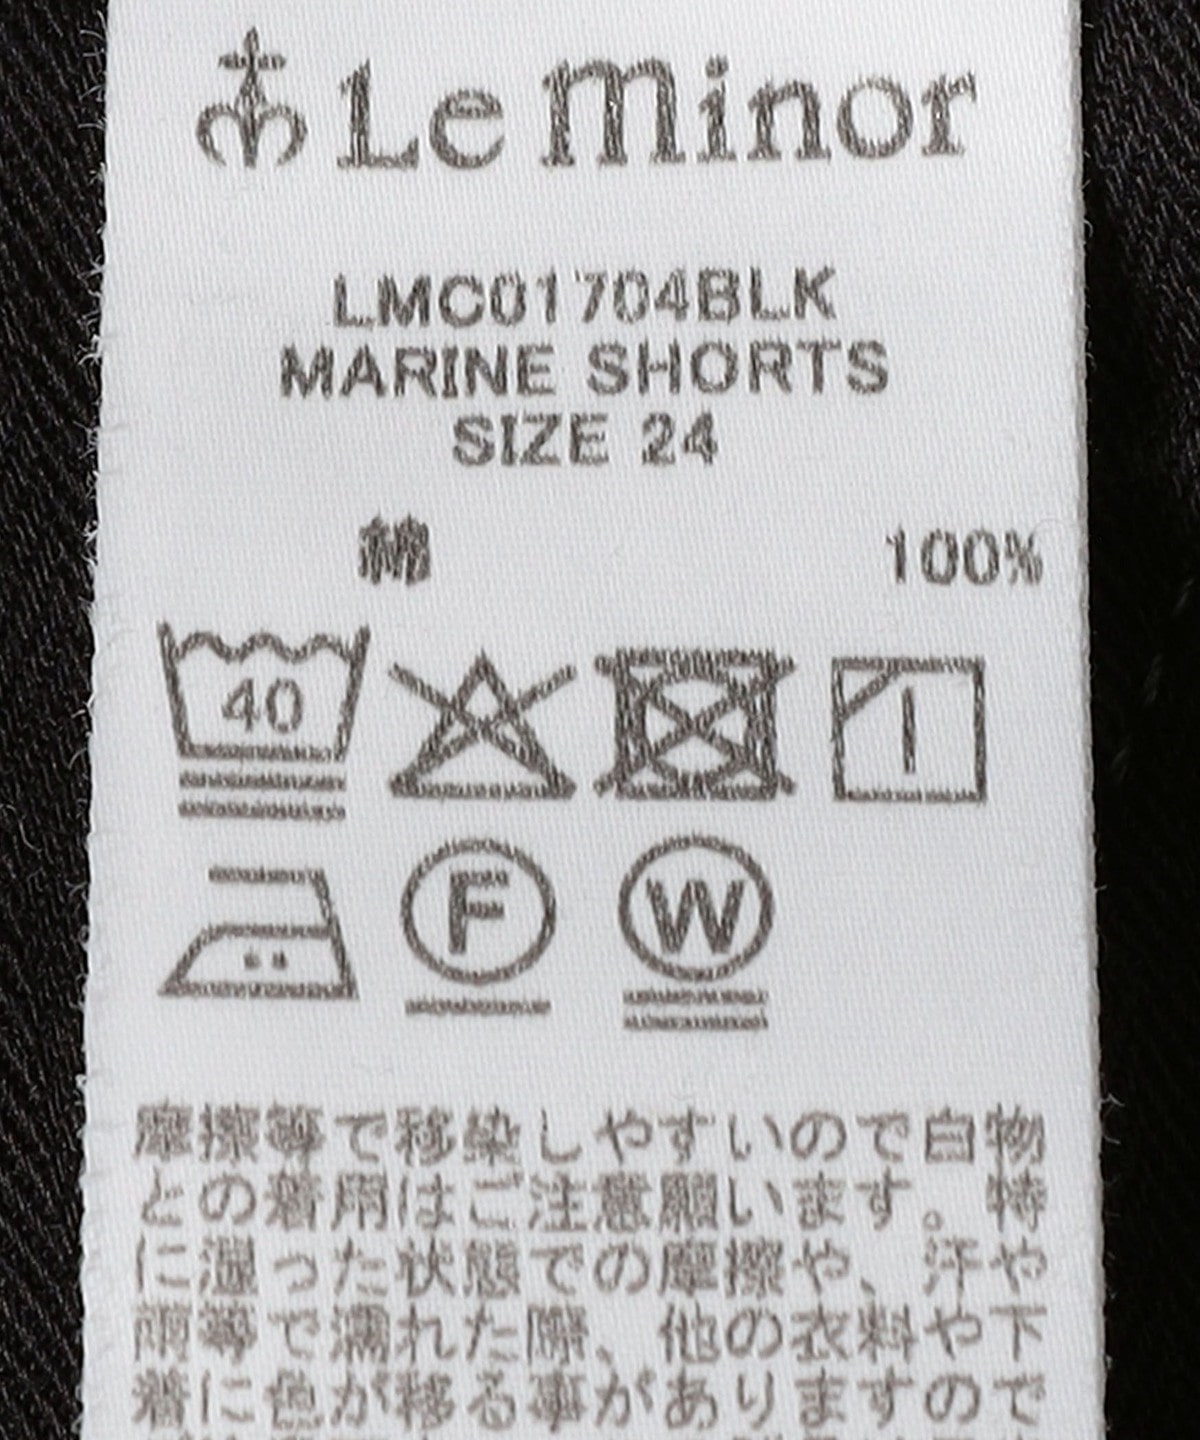 Le minor
LMC01704BLK
MARINE SHORTS
SIZE 24
綿 100%
40
F W
摩擦等で移染しやすいので白物
との着用はご注意願います。特
に湿った状態での摩擦や、汗や
雨等で濡れた際、他の衣料や下
着に色が移る事がありますので